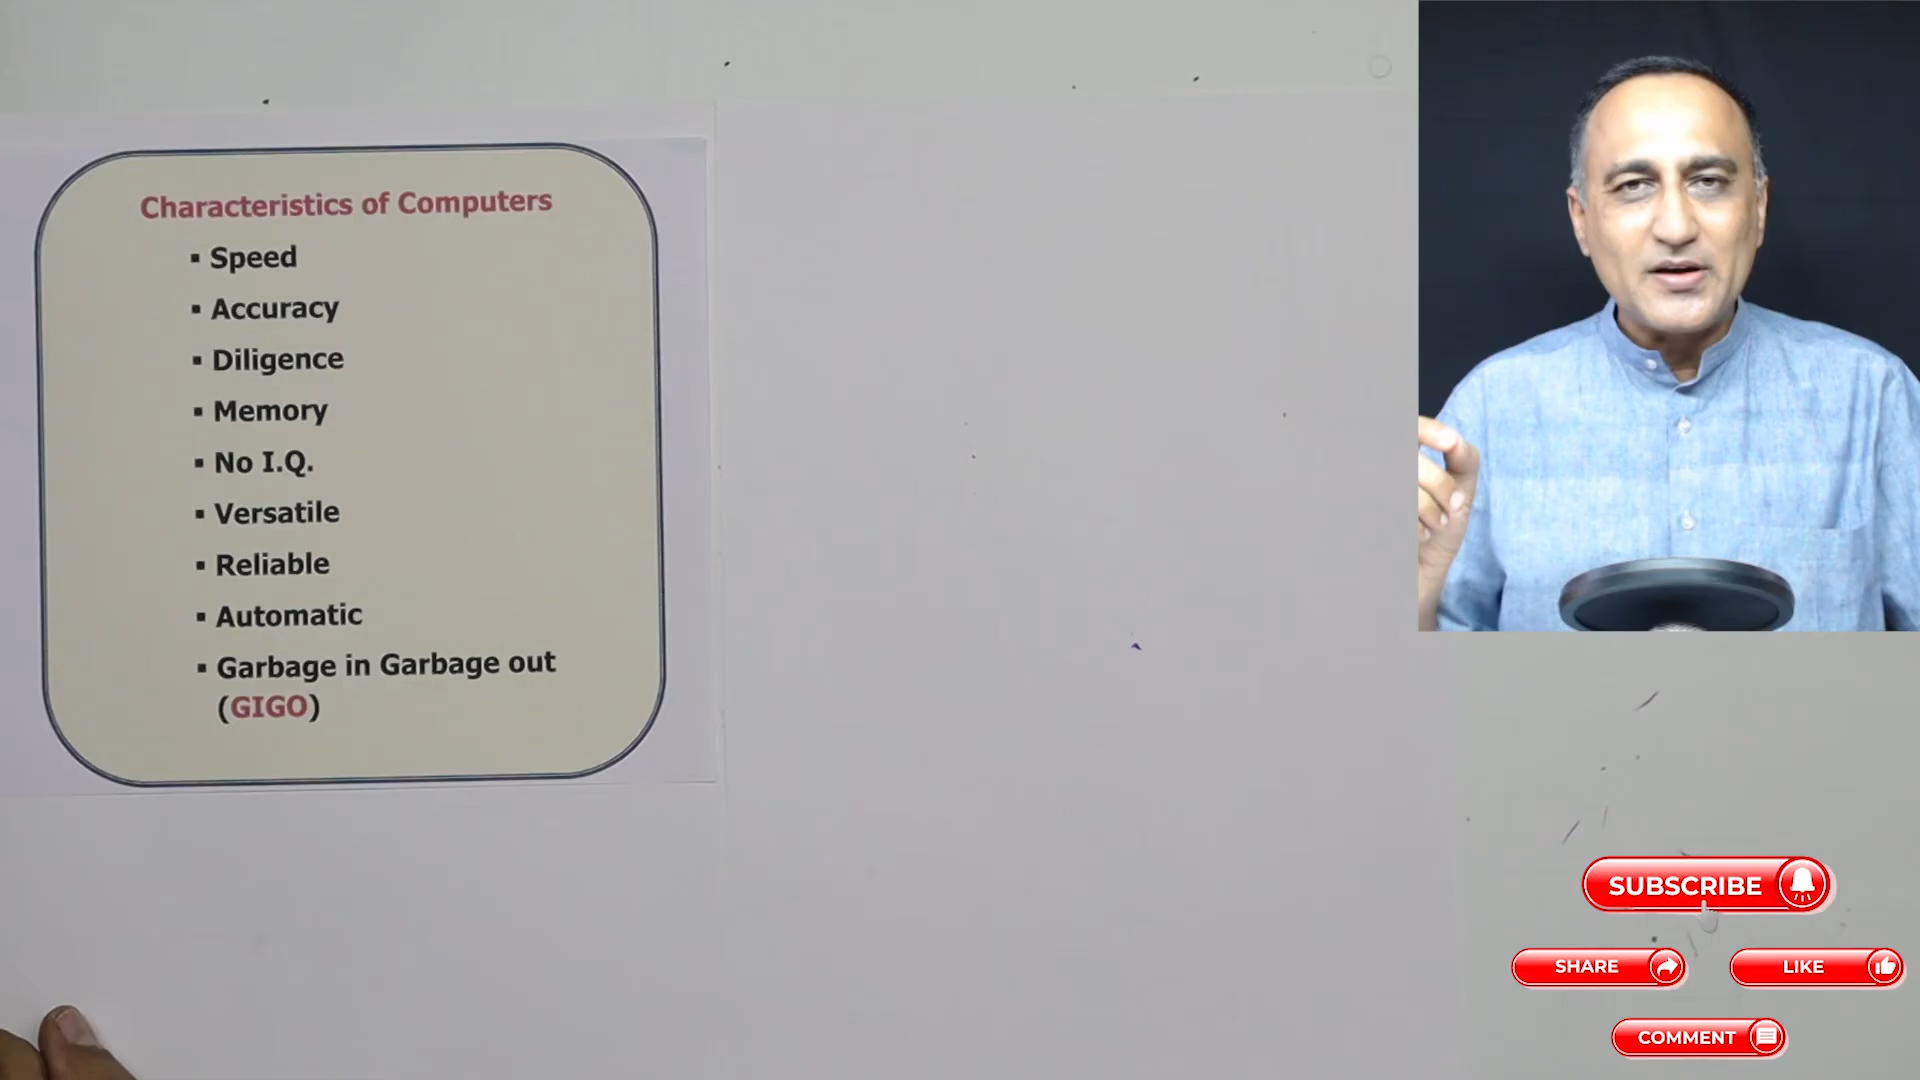 Characteristics of Computers
▪ Speed
▪ Accuracy
▪ Diligence
▪ Memory
▪ No I.Q.
▪ Versatile
▪ Reliable
▪ Automatic
▪ Garbage in Garbage out
(GIGO)
SUBSCRIBE
SHARE
LIKE
COMMENT